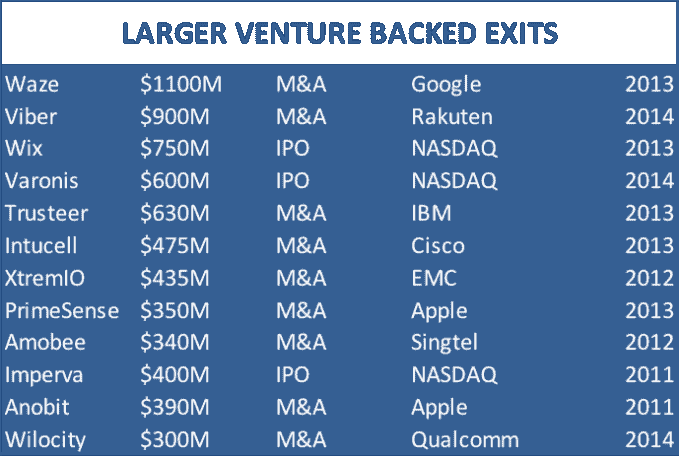 LARGER VENTURE BACKED EXITS
Waze $1100M M&A Google 2013
Viber $900M M&A Rakuten 2014
Wix $750M IPO NASDAQ 2013
Varonis $600M IPO NASDAQ 2014
Trusteer $630M M&A IBM 2013
Intucell $475M M&A Cisco 2013
XtremIO $435M M&A EMC 2012
PrimeSense $350M M&A Apple 2013
Amobee $340M M&A Singtel 2012
Imperva $400M IPO NASDAQ 2011
Anobit $390M M&A Apple 2011
Wilocity $300M M&A Qualcomm 2014